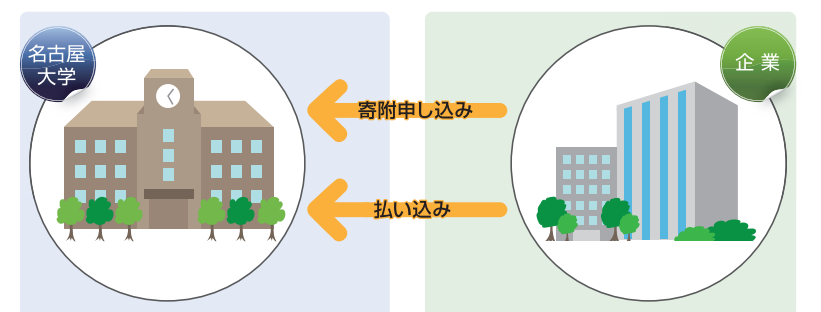 名古屋
大学
企業
寄附申し込み
払い込み